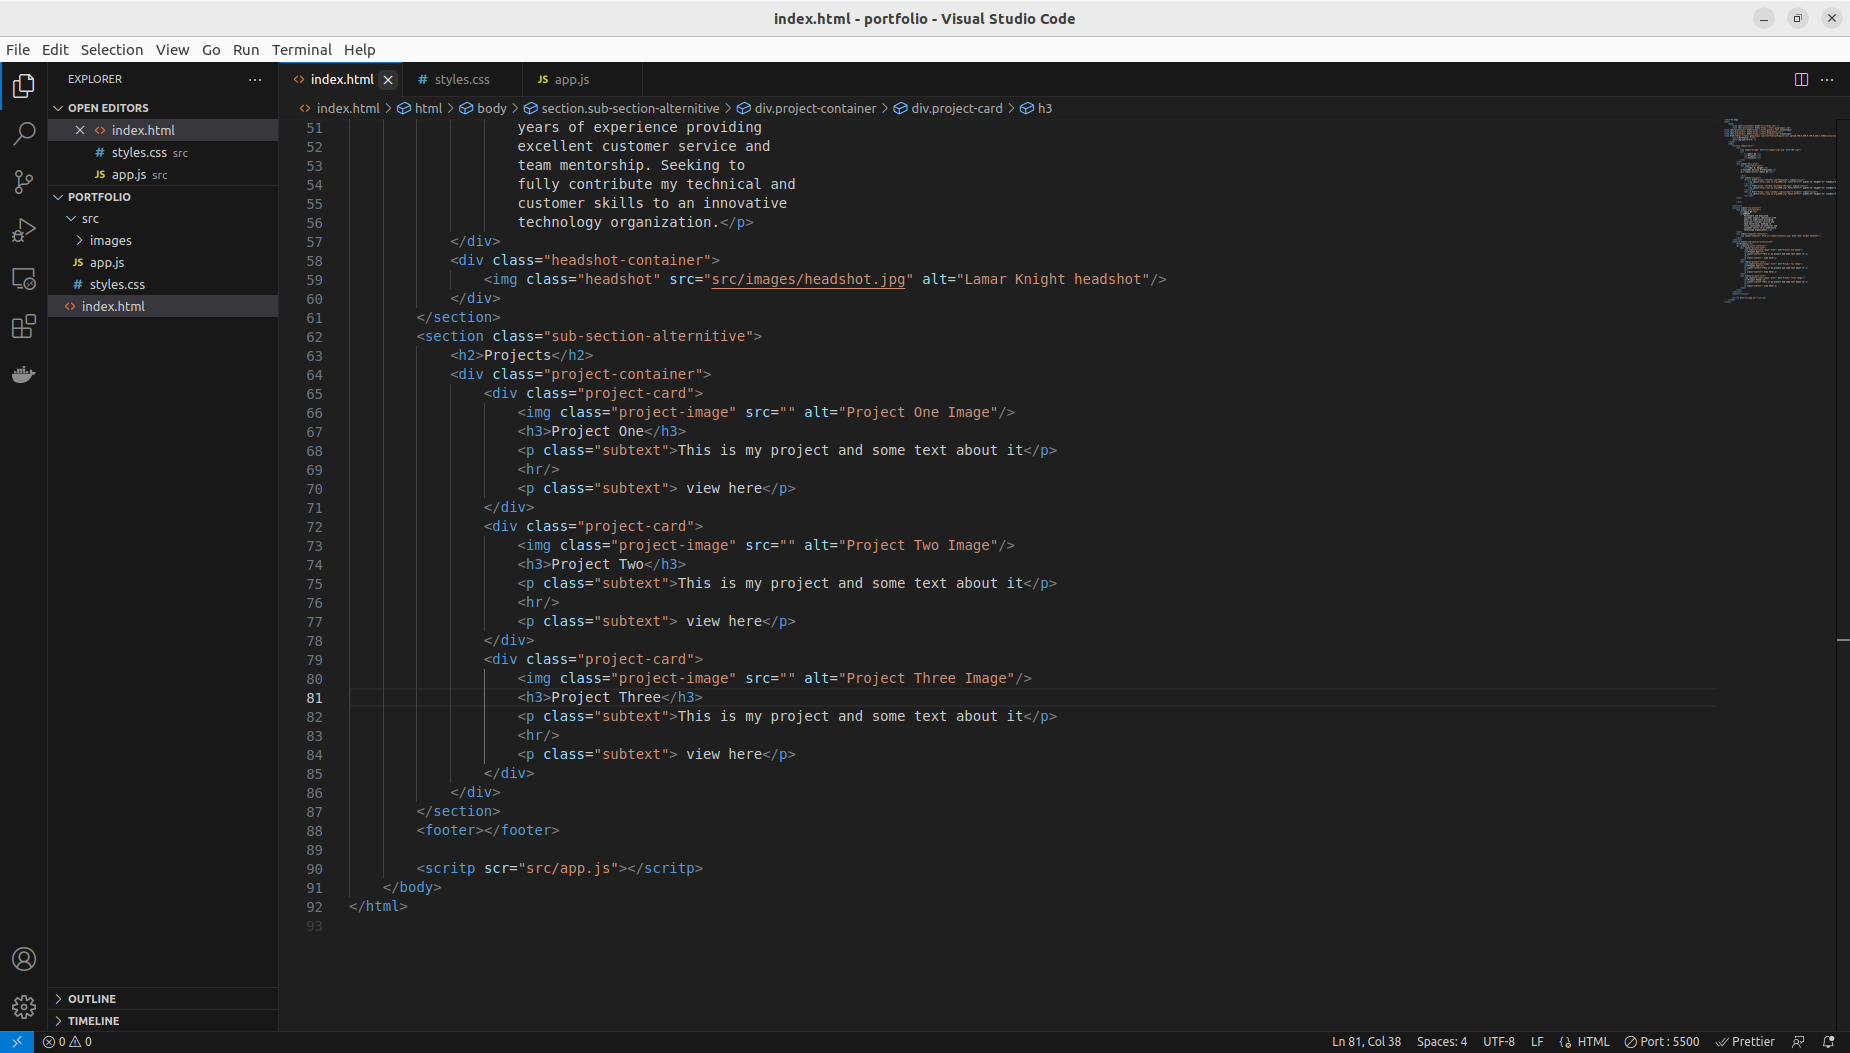 index.html - portfolio - Visual Studio Code
File Edit Selection View Go Run Terminal Help
EXPLORER
OPEN EDITORS
index.html
styles.css src
app.js src
PORTFOLIO
src
images
JS app.js
# styles.css
<> index.html
OUTLINE
TIMELINE
<> index.html # styles.css JS app.js
<> index.html > html > body > section.sub-section-alternitive > div.project-container > div.project-card > h3
51 years of experience providing
52 excellent customer service and
53 team mentorship. Seeking to
54 fully contribute my technical and
55 customer skills to an innovative
56 technology organization.</p>
57 </div>
58 <div class="headshot-container">
59 <img class="headshot" src="src/images/headshot.jpg" alt="Lamar Knight headshot"/>
60 </div>
61 </section>
62 <section class="sub-section-alternitive">
63 <h2>Projects</h2>
64 <div class="project-container">
65 <div class="project-card">
66 <img class="project-image" src="" alt="Project One Image"/>
67 <h3>Project One</h3>
68 <p class="subtext">This is my project and some text about it</p>
69 <hr/>
70 <p class="subtext"> view here</p>
71 </div>
72 <div class="project-card">
73 <img class="project-image" src="" alt="Project Two Image"/>
74 <h3>Project Two</h3>
75 <p class="subtext">This is my project and some text about it</p>
76 <hr/>
77 <p class="subtext"> view here</p>
78 </div>
79 <div class="project-card">
80 <img class="project-image" src="" alt="Project Three Image"/>
81 <h3>Project Three</h3>
82 <p class="subtext">This is my project and some text about it</p>
83 <hr/>
84 <p class="subtext"> view here</p>
85 </div>
86 </div>
87 </section>
88 <footer></footer>
89
90 <scritp scr="src/app.js"></scritp>
91 </body>
92 </html>
93
0 0 Ln 81, Col 38 Spaces: 4 UTF-8 LF {} HTML Port : 5500 Prettier